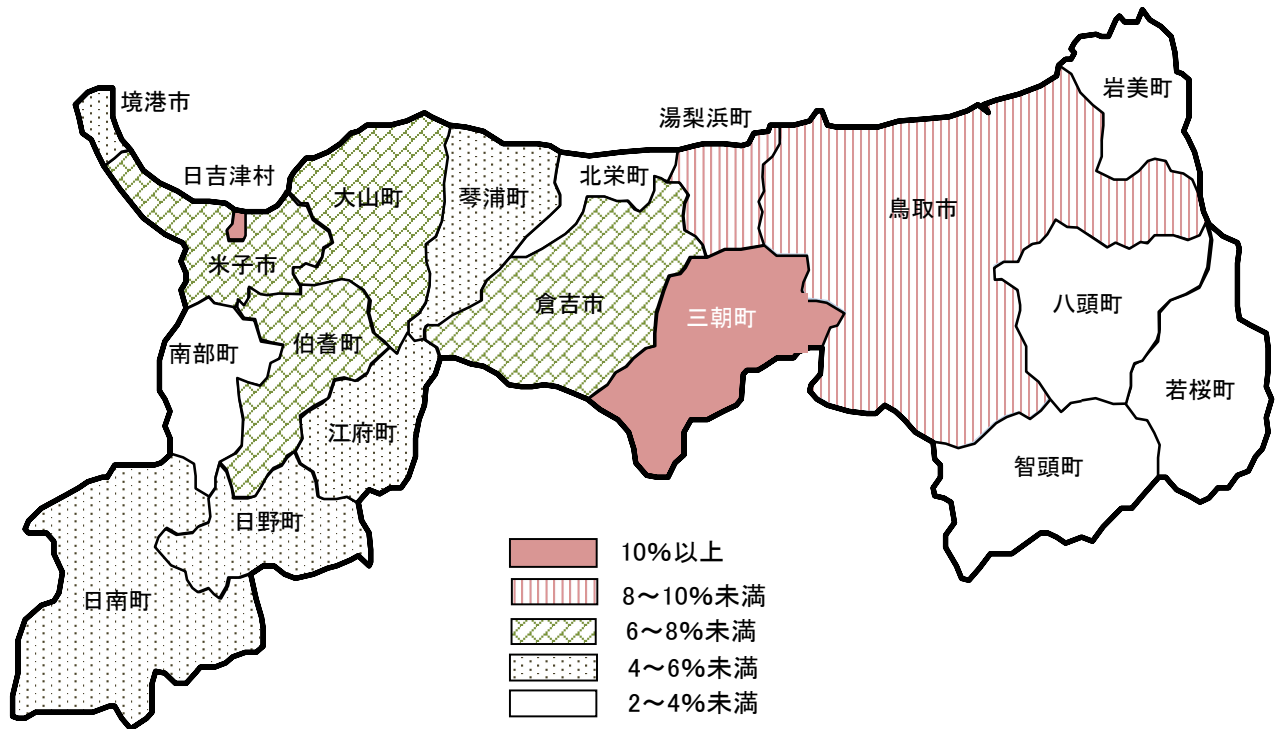 岩美町
境港市
湯梨浜町
日吉津村
北栄町
大山町
琴浦町
鳥取市
米子市
倉吉市
三朝町
八頭町
伯耆町
南部町
若桜町
江府町
智頭町
日野町
日南町
10%以上
8～10%未満
6～8%未満
4～6%未満
2～4%未満